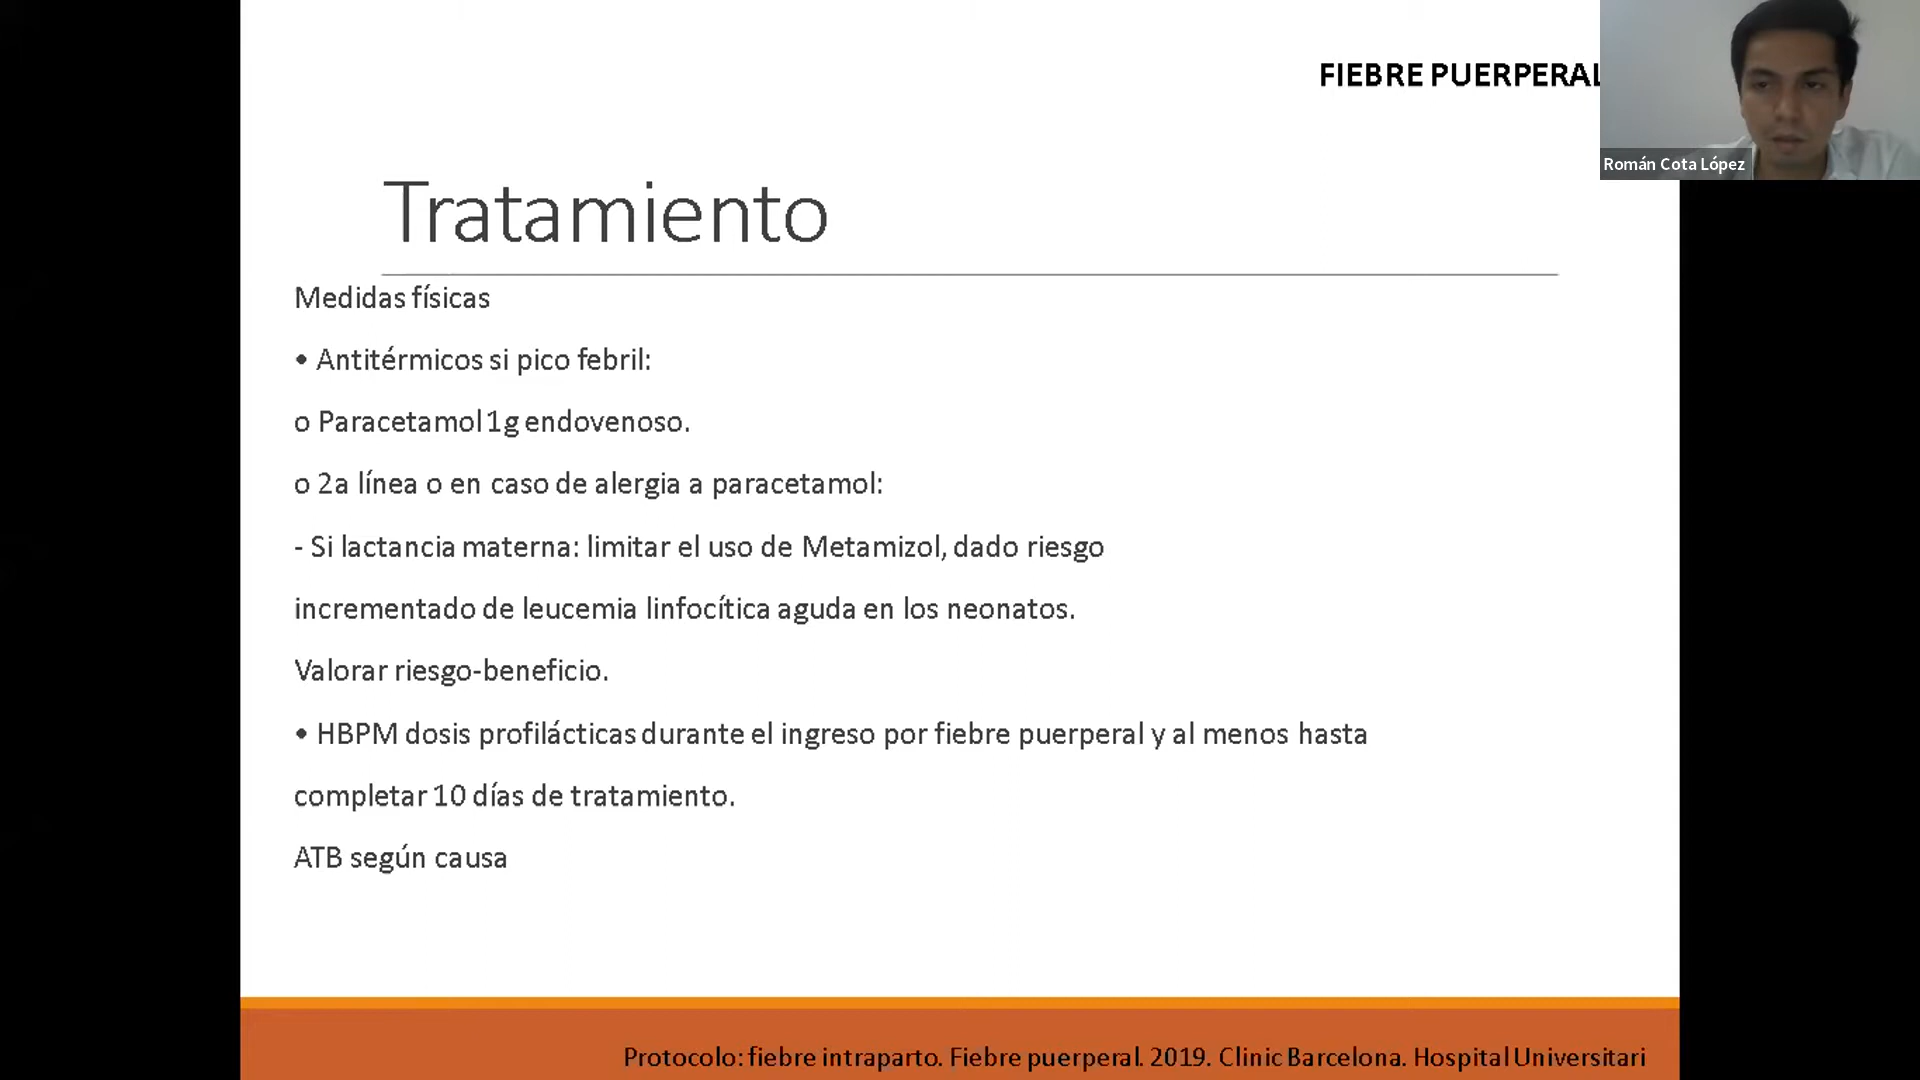 FIEBRE PUERPERAL
Román Cota López
Tratamiento
Medidas físicas
• Antitérmicos si pico febril:
o Paracetamol 1g endovenoso.
o 2a línea o en caso de alergia a paracetamol:
- Si lactancia materna: limitar el uso de Metamizol, dado riesgo
incrementado de leucemia linfocítica aguda en los neonatos.
Valorar riesgo-beneficio.
• HBPM dosis profilácticas durante el ingreso por fiebre puerperal y al menos hasta
completar 10 días de tratamiento.
ATB según causa
Protocolo: fiebre intraparto. Fiebre puerperal. 2019. Clinic Barcelona. Hospital Universitari